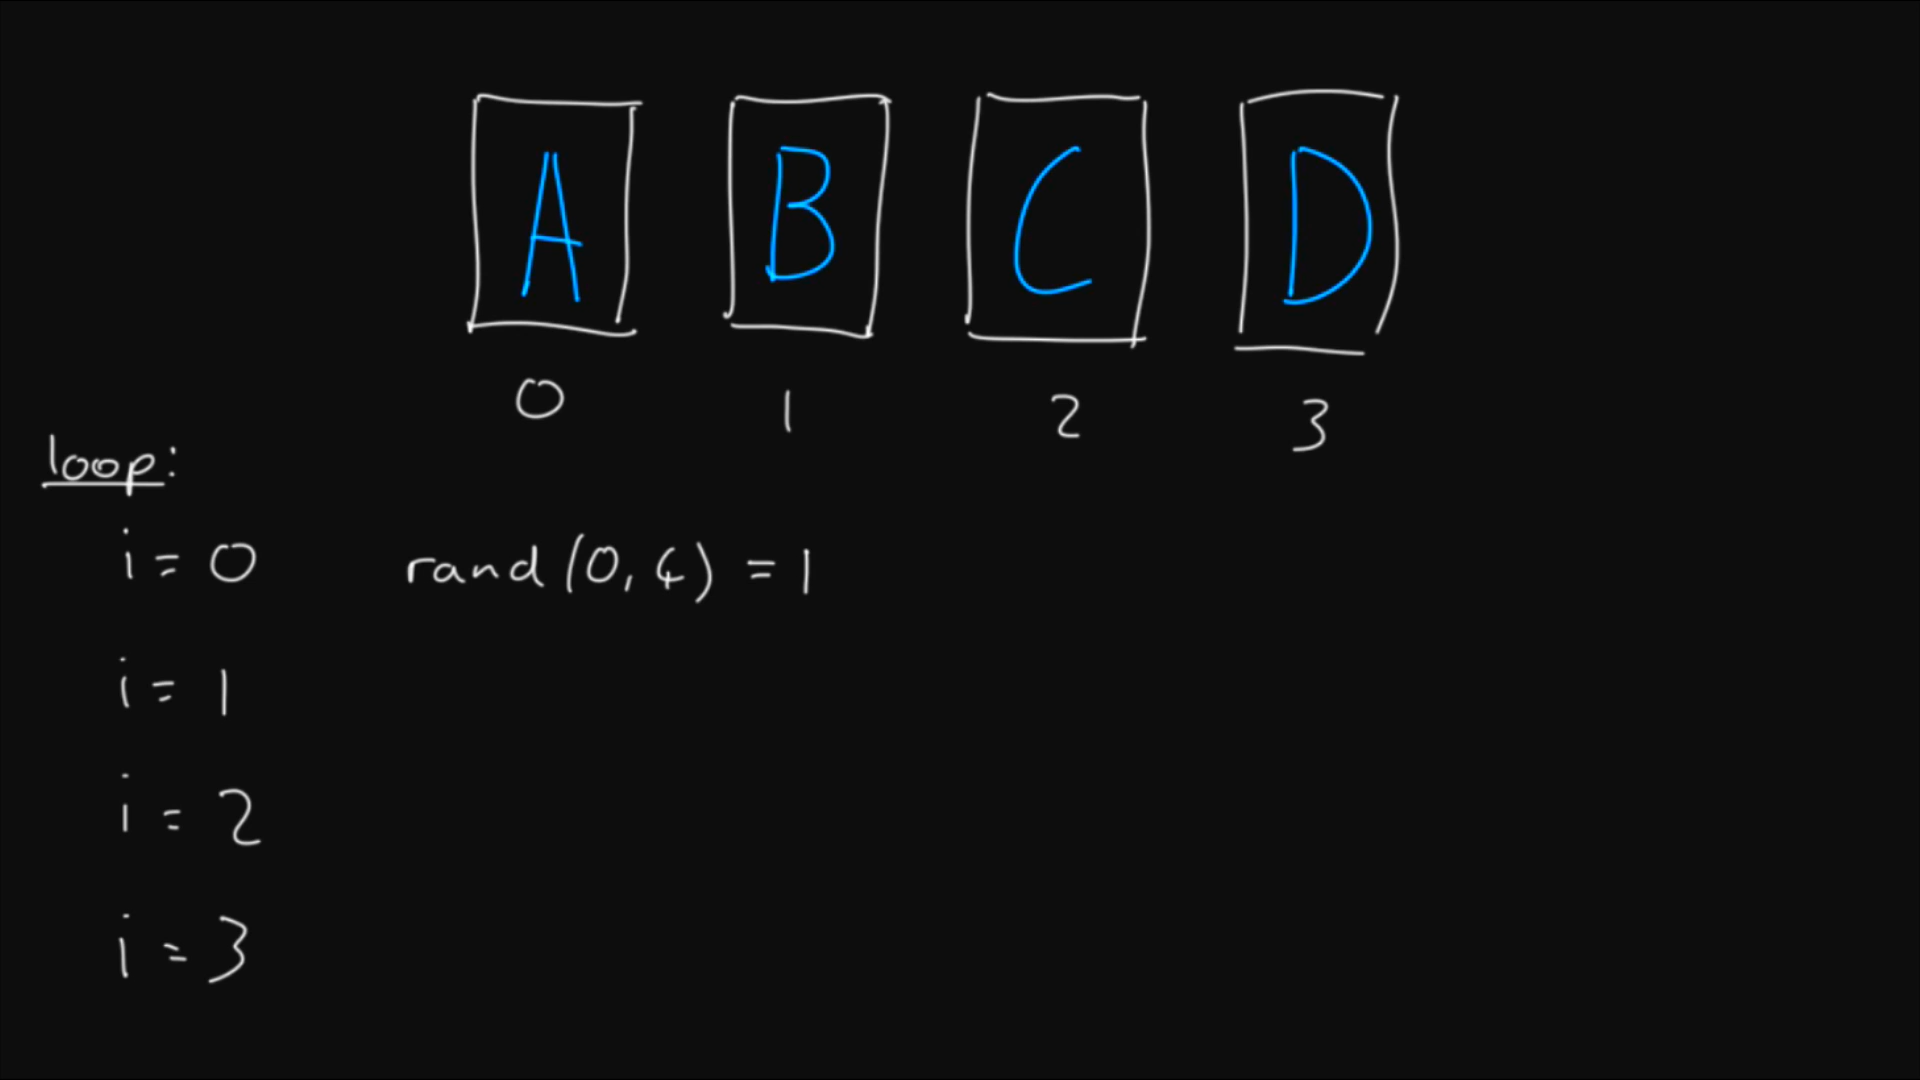 A B C D
0 1 2 3
loop:
i = 0 rand (0, 4) = 1
i = 1
i = 2
i = 3